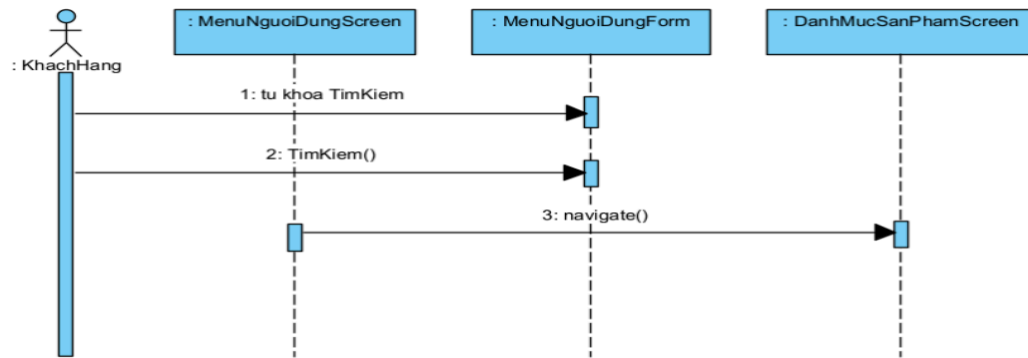 : MenuNguoiDungScreen
: MenuNguoiDungForm
: DanhMucSanPhamScreen
: KhachHang
1: tu khoa TimKiem
2: TimKiem()
3: navigate()